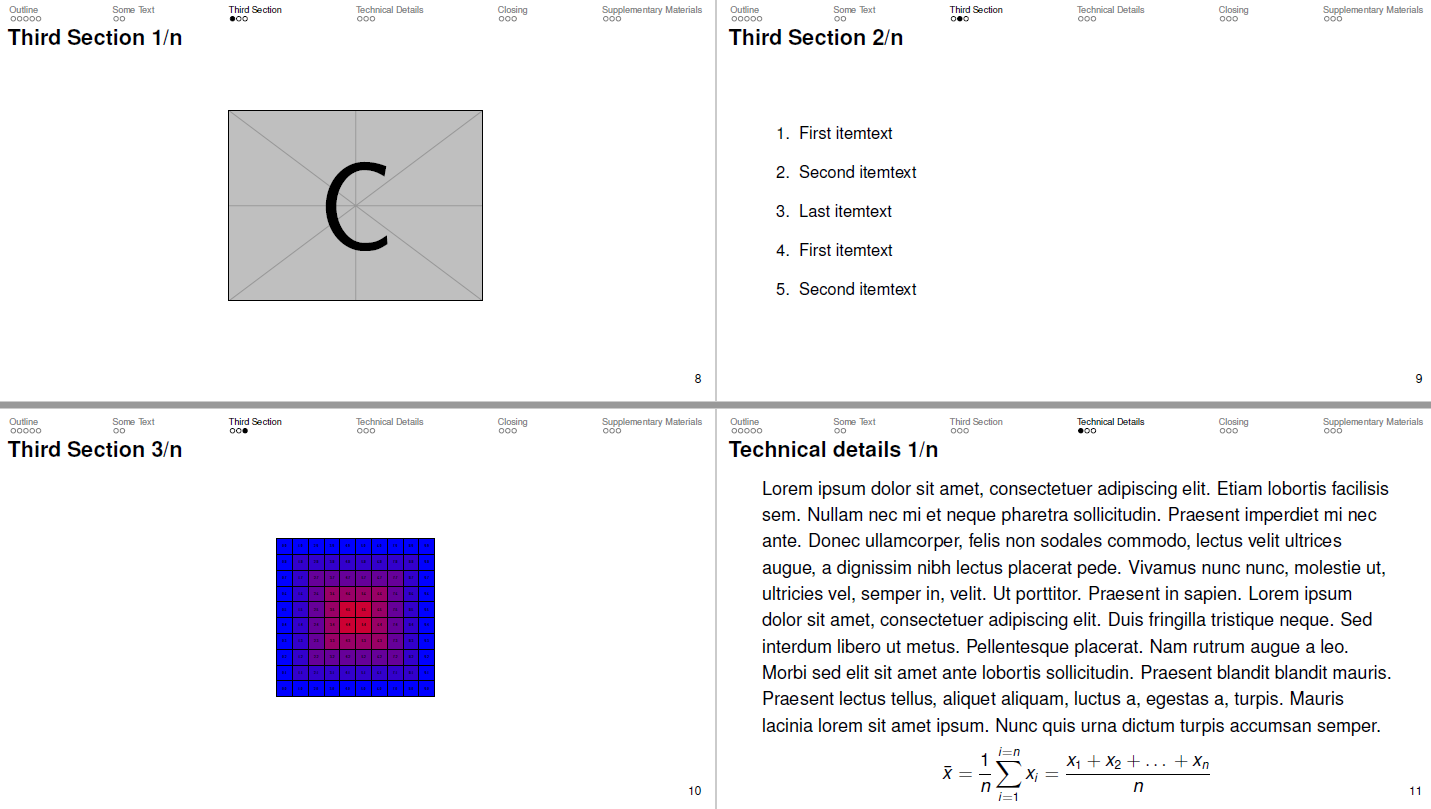 Outline Some Text Third Section Technical Details Closing Supplementary Materials
Third Section 1/n
C
8
Outline Some Text Third Section Technical Details Closing Supplementary Materials
Third Section 2/n
1. First itemtext
2. Second itemtext
3. Last itemtext
4. First itemtext
5. Second itemtext
9
Outline Some Text Third Section Technical Details Closing Supplementary Materials
Third Section 3/n
10
Outline Some Text Third Section Technical Details Closing Supplementary Materials
Technical details 1/n
Lorem ipsum dolor sit amet, consectetuer adipiscing elit. Etiam lobortis facilisis
sem. Nullam nec mi et neque pharetra sollicitudin. Praesent imperdiet mi nec
ante. Donec ullamcorper, felis non sodales commodo, lectus velit ultrices
augue, a dignissim nibh lectus placerat pede. Vivamus nunc nunc, molestie ut,
ultricies vel, semper in, velit. Ut porttitor. Praesent in sapien. Lorem ipsum
dolor sit amet, consectetuer adipiscing elit. Duis fringilla tristique neque. Sed
interdum libero ut metus. Pellentesque placerat. Nam rutrum augue a leo.
Morbi sed elit sit amet ante lobortis sollicitudin. Praesent blandit blandit mauris.
Praesent lectus tellus, aliquet aliquam, luctus a, egestas a, turpis. Mauris
lacinia lorem sit amet ipsum. Nunc quis urna dictum turpis accumsan semper.
x̄ = 1/n ∑_{i=1}^{i=n} x_i = (x_1 + x_2 + … + x_n)/n
11